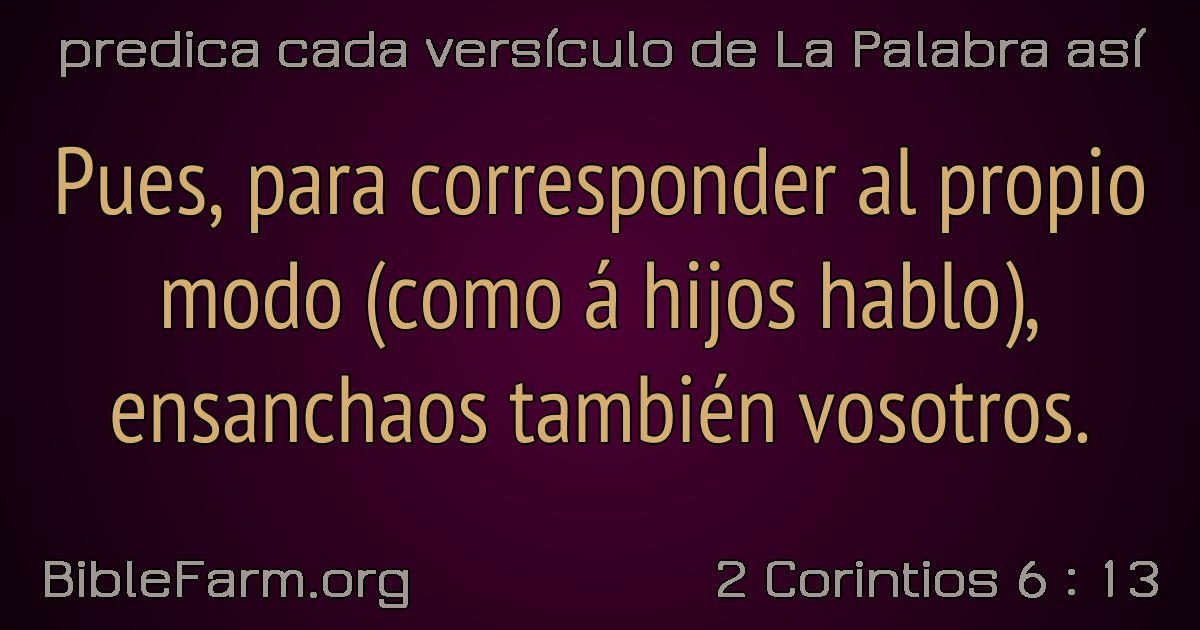 predica cada versículo de La Palabra así
Pues, para corresponder al propio
modo (como á hijos hablo),
ensanchaos también vosotros.
BibleFarm.org
2 Corintios 6 : 13